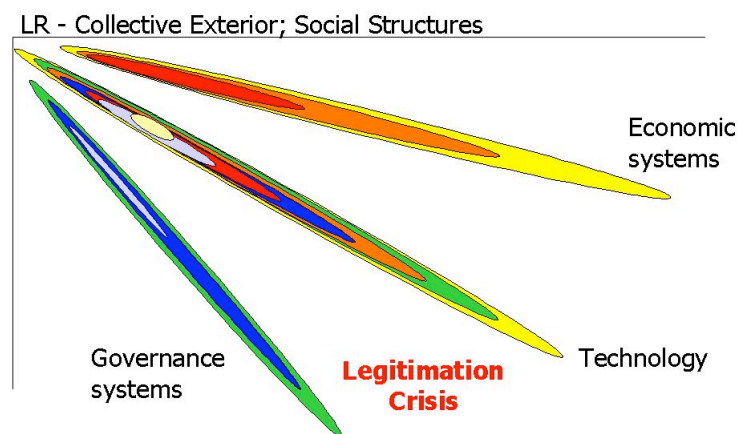 LR - Collective Exterior; Social Structures
Economic
systems
Technology
Governance
systems
Legitimation
Crisis